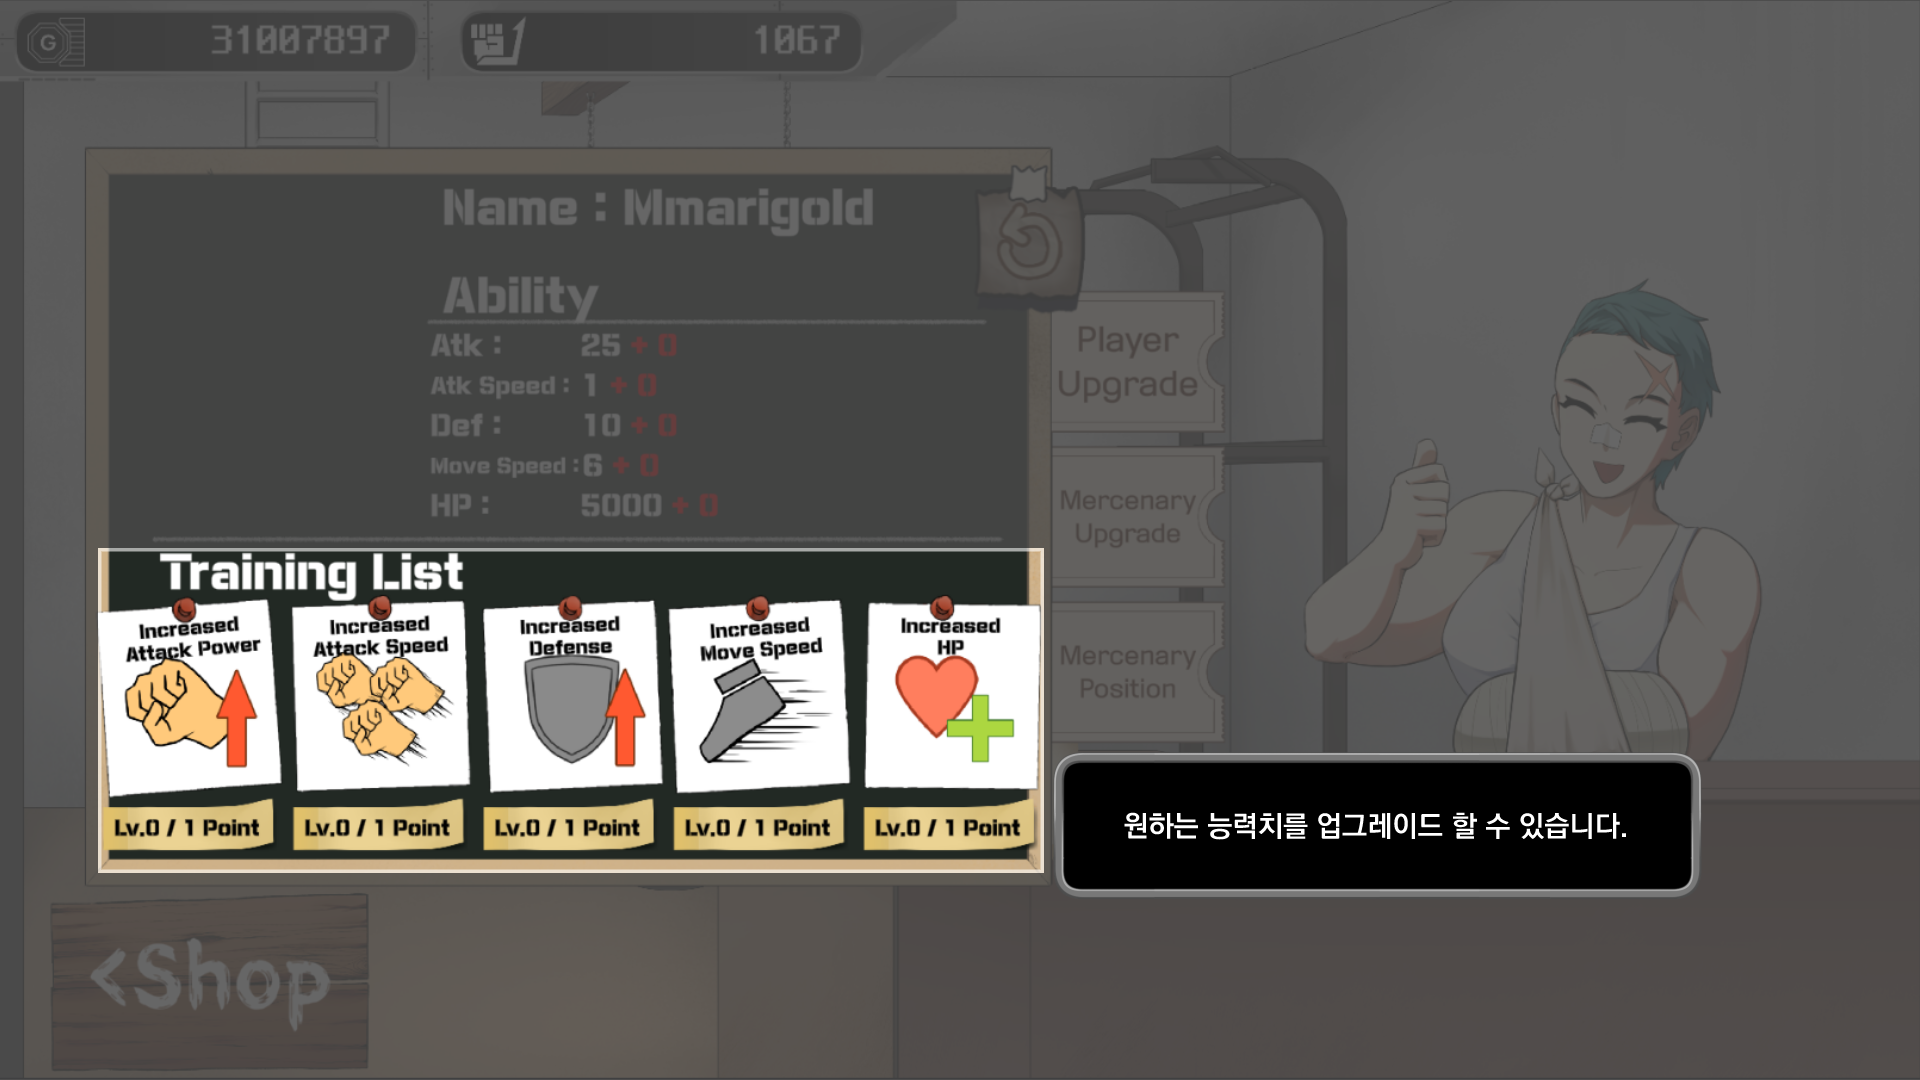 G 31007897
1067
Name : Mmarigold
Ability
Atk : 25 + 0
Atk Speed : 1 + 0
Def : 10 + 0
Move Speed : 6 + 0
HP : 5000 + 0
Player
Upgrade
Mercenary
Upgrade
Mercenary
Position
Training List
Increased
Attack Power
Increased
Attack Speed
Increased
Defense
Increased
Move Speed
Increased
HP
Lv.0 / 1 Point
Lv.0 / 1 Point
Lv.0 / 1 Point
Lv.0 / 1 Point
Lv.0 / 1 Point
원하는 능력치를 업그레이드 할 수 있습니다.
<Shop